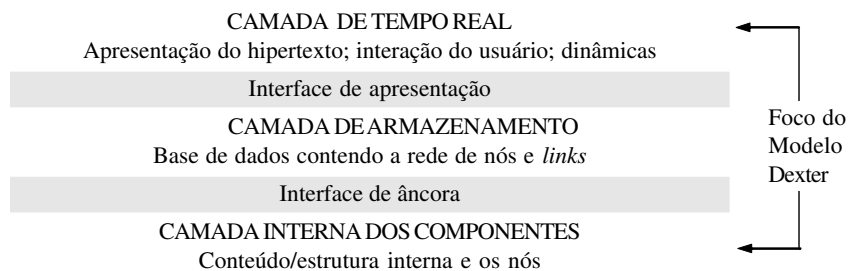 CAMADA DE TEMPO REAL
Apresentação do hipertexto; interação do usuário; dinâmicas
Interface de apresentação
CAMADA DE ARMAZENAMENTO
Base de dados contendo a rede de nós e links
Interface de âncora
CAMADA INTERNA DOS COMPONENTES
Conteúdo/estrutura interna e os nós
Foco do
Modelo
Dexter